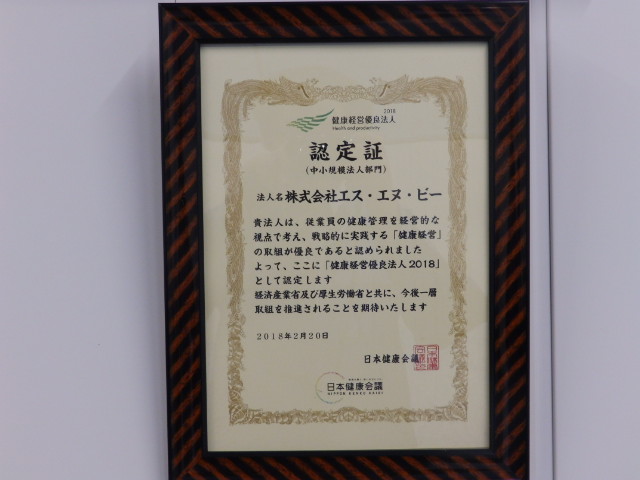 2018
健康経営優良法人
Health and productivity
認定証
(中小規模法人部門)
法人名 株式会社エス・エヌ・ビー
貴法人は、従業員の健康管理を経営的な
視点で考え、戦略的に実践する「健康経営」
の取組が優良であると認められました
よって、ここに「健康経営優良法人2018」
として認定します
経済産業省及び厚生労働省と共に、今後一層
取組を推進されることを期待いたします
2018年2月20日
日本健康会議
日本健康会議
NIPPON KENKO KAIGI